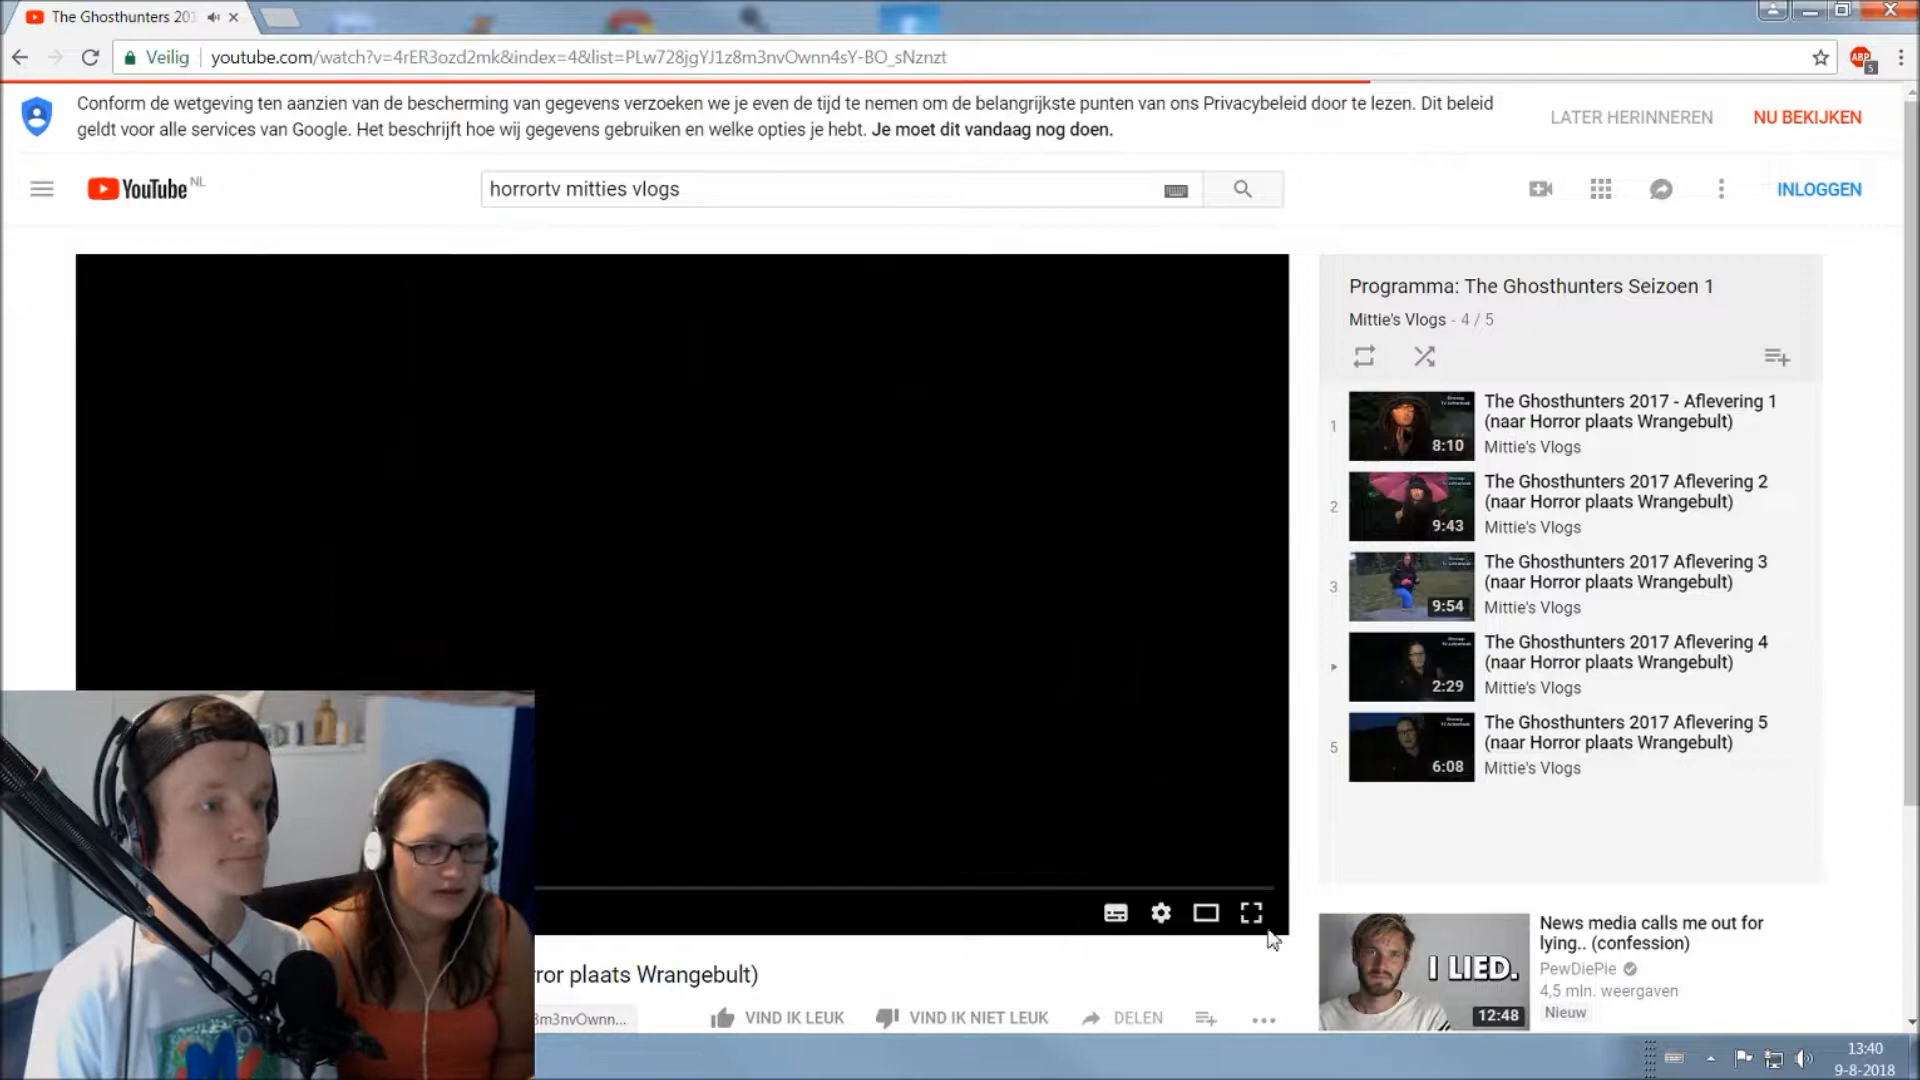 The Ghosthunters 201
Veilig
youtube.com/watch?v=4rER3ozd2mk&index=4&list=PLw728jgYJ1z8m3nvOwnn4sY-BO_sNznzt
ABP
5
Conform de wetgeving ten aanzien van de bescherming van gegevens verzoeken we je even de tijd te nemen om de belangrijkste punten van ons Privacybeleid door te lezen. Dit beleid
geldt voor alle services van Google. Het beschrijft hoe wij gegevens gebruiken en welke opties je hebt. Je moet dit vandaag nog doen.
LATER HERINNEREN
NU BEKIJKEN
YouTube NL
horrortv mitties vlogs
INLOGGEN
Programma: The Ghosthunters Seizoen 1
Mittie's Vlogs - 4 / 5
1
8:10
The Ghosthunters 2017 - Aflevering 1
(naar Horror plaats Wrangebult)
Mittie's Vlogs
2
9:43
The Ghosthunters 2017 Aflevering 2
(naar Horror plaats Wrangebult)
Mittie's Vlogs
3
9:54
The Ghosthunters 2017 Aflevering 3
(naar Horror plaats Wrangebult)
Mittie's Vlogs
2:29
The Ghosthunters 2017 Aflevering 4
(naar Horror plaats Wrangebult)
Mittie's Vlogs
5
6:08
The Ghosthunters 2017 Aflevering 5
(naar Horror plaats Wrangebult)
Mittie's Vlogs
ror plaats Wrangebult)
3m3nvOwnn...
VIND IK LEUK
VIND IK NIET LEUK
DELEN
I LIED.
12:48
News media calls me out for
lying.. (confession)
PewDiePie
4,5 mln. weergaven
Nieuw
13:40
9-8-2018